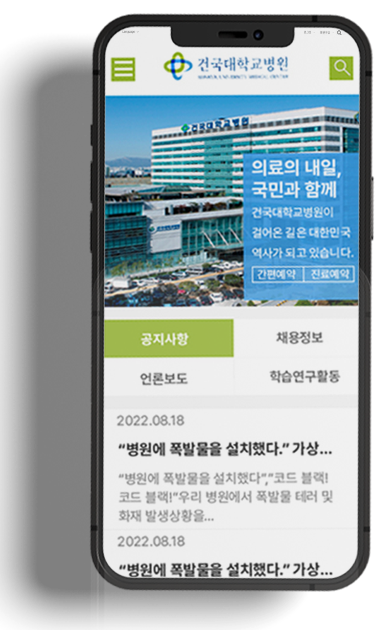 건국대학교병원
KONKUK UNIVERSITY MEDICAL CENTER
건국대학교병원
의료의 내일,
국민과 함께
건국대학교병원이
걸어온 길은 대한민국
역사가 되고 있습니다.
간편예약 진료예약
공지사항 채용정보
언론보도 학습연구활동
2022.08.18
“병원에 폭발물을 설치했다.” 가상...
“병원에 폭발물을 설치했다”,“코드 블랙!
코드 블랙!”우리 병원에서 폭발물 테러 및
화재 발생상황을...
2022.08.18
“병원에 폭발물을 설치했다.” 가상...